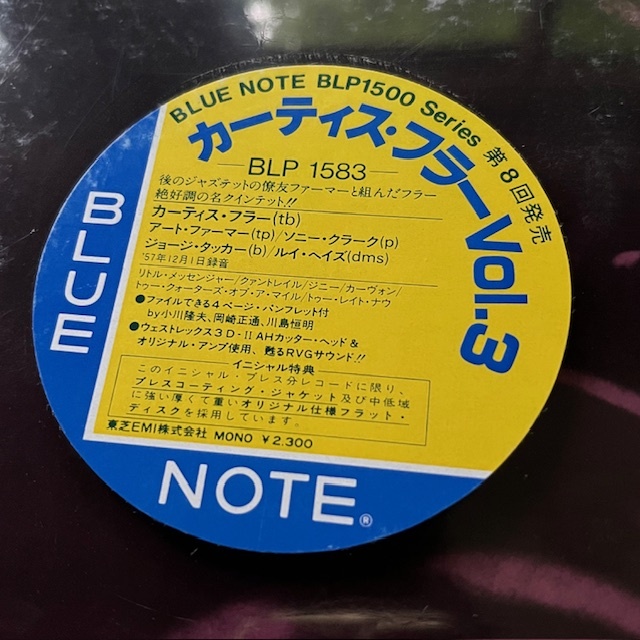 BLUE NOTE BLP1500 Series 第8回発売
カーティス・フラーVol.3
BLP 1583
後のジャズテットの僚友ファーマーと組んだフラー
絶好調の名クインテット!!
カーティス・フラー(tb)
アート・ファーマー(tp)/ソニー・クラーク(p)
ジョージ・タッカー(b)/ルイ・ヘイズ(dms)
'57年12月1日録音
リトル・メッセンジャー/クァントレイル/ジニー/カーヴォン/
トゥー・クォーターズ・オブ・ア・マイル/トゥー・レイト・ナウ
●ファイルできる4ページ・パンフレット付
by小川隆夫、岡崎正通、川島恒明
●ウェストレックス3D-IIAHカッター・ヘッド&
オリジナル・アンプ使用、甦るRVGサウンド!!
イニシャル特典
このイニシャル・プレス分レコードに限り、
プレスコーティング・ジャケット及び中低域
に強い厚くて重いオリジナル仕様フラット・
ディスクを採用しています。
東芝EMI株式会社 MONO ¥2.300
BLUE
NOTE®